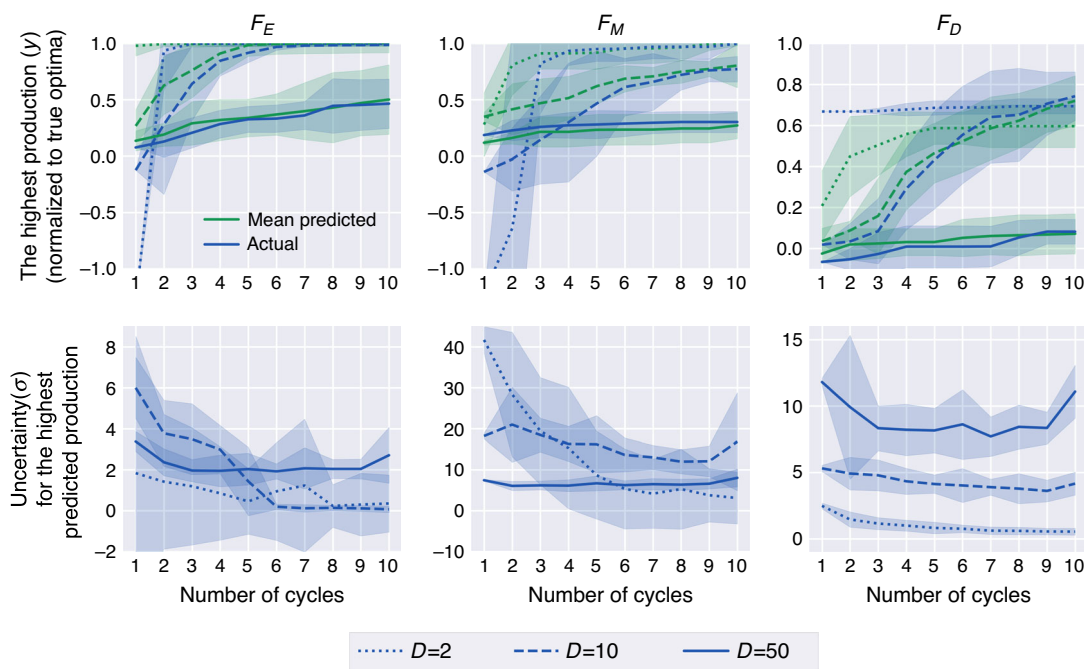 F_E F_M F_D
The highest production (y)
(normalized to true optima)
1.0 0.5 0.0 −0.5 −1.0
Mean predicted
Actual
1 2 3 4 5 6 7 8 9 10
1.0 0.5 0.0 −0.5 −1.0
1 2 3 4 5 6 7 8 9 10
1.0 0.8 0.6 0.4 0.2 0.0
1 2 3 4 5 6 7 8 9 10
Uncertainty(σ)
for the highest
predicted production
8 6 4 2 0 −2
1 2 3 4 5 6 7 8 9 10
Number of cycles
40 30 20 10 0 −10
1 2 3 4 5 6 7 8 9 10
Number of cycles
15 10 5 0
1 2 3 4 5 6 7 8 9 10
Number of cycles
D=2 D=10 D=50